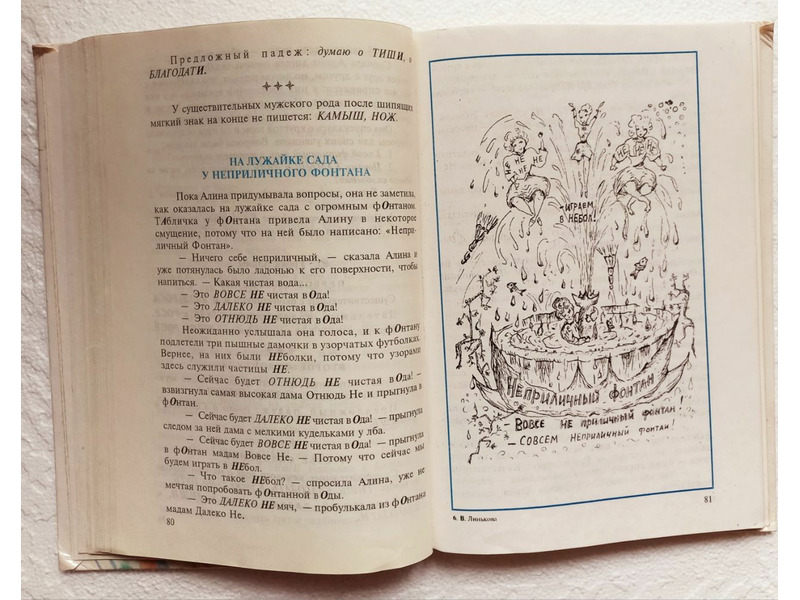 Предложный падеж: думаю о ТИШИ, о
БЛАГОДАТИ.
У существительных мужского рода после шипящих
мягкий знак на конце не пишется: КАМЫШ, НОЖ.
НА ЛУЖАЙКЕ САДА
У НЕПРИЛИЧНОГО ФОНТАНА
Пока Алина придумывала вопросы, она не заметила,
как оказалась на лужайке сада с огромным фОнтаном.
ТАбличка у фОнтана привела Алину в некоторое
смущение, потому что на ней было написано: «Непри-
личный Фонтан».
— Ничего себе неприличный, — сказала Алина и
уже потянулась было ладонью к его поверхности, чтобы
напиться. — Какая чистая вода...
— Это ВОВСЕ НЕ чистая вОда!
— Это ДАЛЕКО НЕ чистая вОда!
— Это ОТНЮДЬ НЕ чистая вОда!
Неожиданно услышала она голоса, и к фОнтану
подлетели три пышные дамочки в узорчатых футболках.
Вернее, на них были НЕболки, потому что узорами
здесь служили частицы НЕ.
— Сейчас будет ОТНЮДЬ НЕ чистая вОда! —
взвизгнула самая высокая дама Отнюдь Не и прыгнула в
фОнтан.
— Сейчас будет ДАЛЕКО НЕ чистая вОда! — прыгнула
следом за ней дама с мелкими кудельками у лба.
— Сейчас будет ВОВСЕ НЕ чистая вОда! — прыгнула
в фОнтан мадам Вовсе Не. — Потому что сейчас мы
будем играть в НЕбол.
— Что такое НЕбол? — спросила Алина, уже не
мечтая попробовать фОнтанной вОды.
— Это ДАЛЕКО НЕ мяч, — пробулькала из фОнтана
мадам Далеко Не.
80
НЕ
НЕ
НЕ
НЕ
НЕ
НЕ
-ИГРАЕМ
В НЕБОЛ!
НЕПРИЛИЧНЫЙ ФОНТАН
- ВОВСЕ НЕ ПРИЛИЧНЫЙ ФОНТАН!
- СОВСЕМ НЕПРИЛИЧНЫЙ ФОНТАН!
81
6. В. Линькова